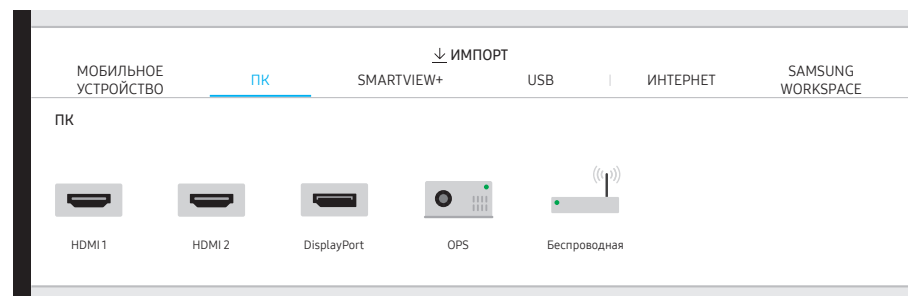 ИМПОРТ
МОБИЛЬНОЕ
УСТРОЙСТВО
ПК
SMARTVIEW+
USB
ИНТЕРНЕТ
SAMSUNG
WORKSPACE
ПК
HDMI 1
HDMI 2
DisplayPort
OPS
Беспроводная